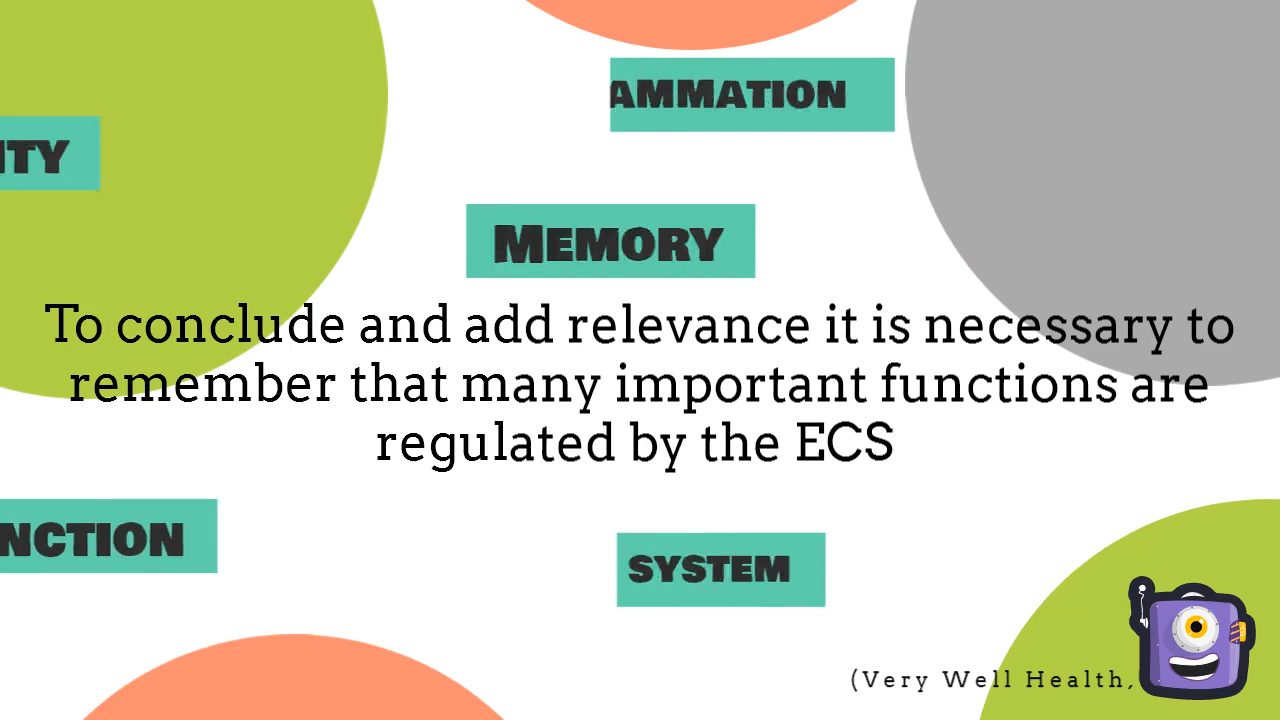 AMMATION
ITY
MEMORY
To conclude and add relevance it is necessary to
remember that many important functions are
regulated by the ECS
NCTION
SYSTEM
(Very Well Health,